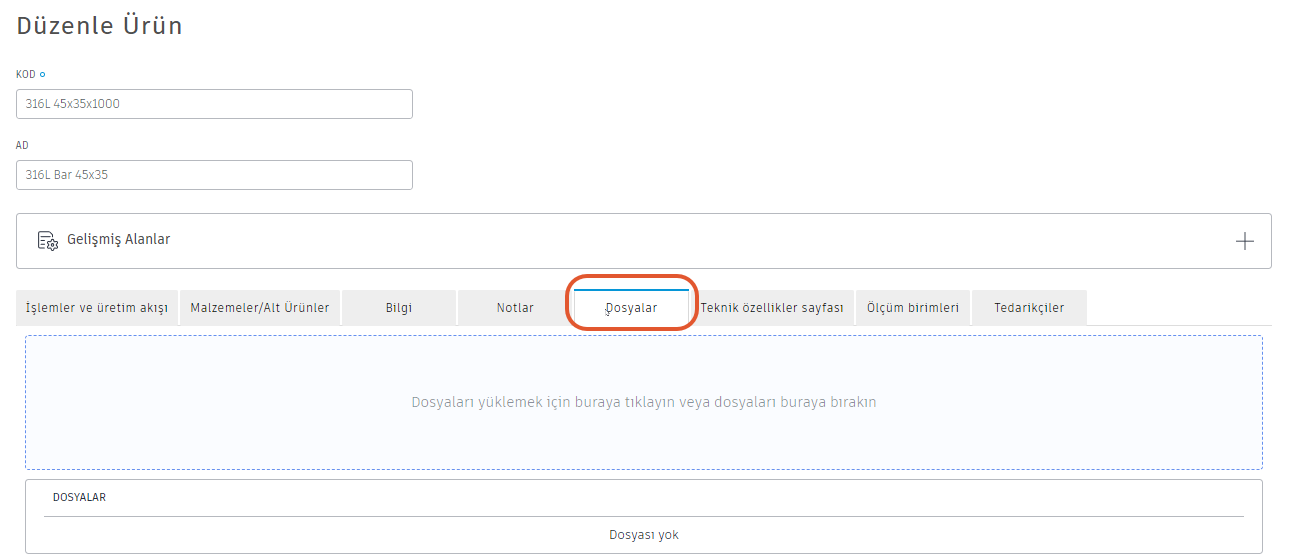 Düzenle Ürün
KOD
316L 45x35x1000
AD
316L Bar 45x35
Gelişmiş Alanlar
İşlemler ve üretim akışı Malzemeler/Alt Ürünler Bilgi Notlar Dosyalar Teknik özellikler sayfası Ölçüm birimleri Tedarikçiler
Dosyaları yüklemek için buraya tıklayın veya dosyaları buraya bırakın
DOSYALAR
Dosyası yok